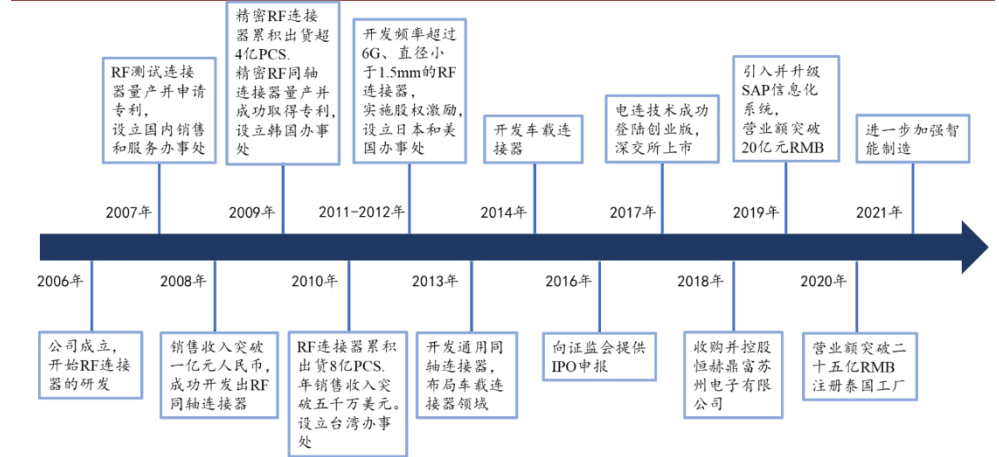 RF测试连接
器量产并申请
专利，
设立国内销售
和服务办事处
2007年
精密RF连接
器累积出货超
4亿PCS.
精密RF同轴
连接器量产并
成功取得专利，
设立韩国办事
处
2009年
开发频率超过
6G、直径小
于1.5mm的RF
连接器，
实施股权激励，
设立日本和美
国办事处
2011-2012年
开发车载连
接器
2014年
电连技术成功
登陆创业版，
深交所上市
2017年
引入并升级
SAP信息化
系统，
营业额突破
20亿元RMB
2019年
进一步加强智
能制造
2021年
2006年
公司成立，
开始RF连接
器的研发
2008年
销售收入突破
一亿元人民币，
成功开发出RF
同轴连接器
2010年
RF连接器累积
出货8亿PCS.
年销售收入突
破五千万美元。
设立台湾办事
处
2013年
开发通用同
轴连接器，
布局车载连
接器领域
2016年
向证监会提供
IPO申报
2018年
收购并控股
恒赫鼎富苏
州电子有限
公司
2020年
营业额突破二
十五亿RMB
注册泰国工厂